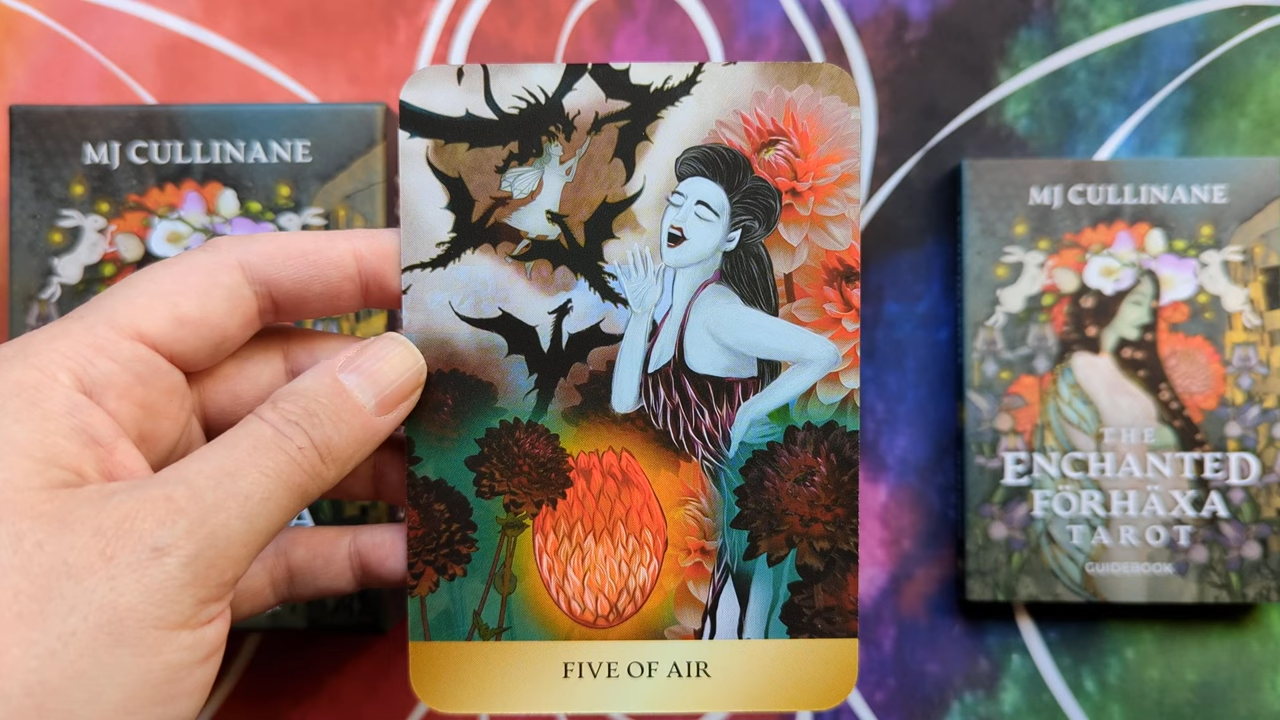 MJ CULLINANE
FIVE OF AIR
MJ CULLINANE
THE
ENCHANTED
FÖRHÄXA
TAROT
GUIDEBOOK